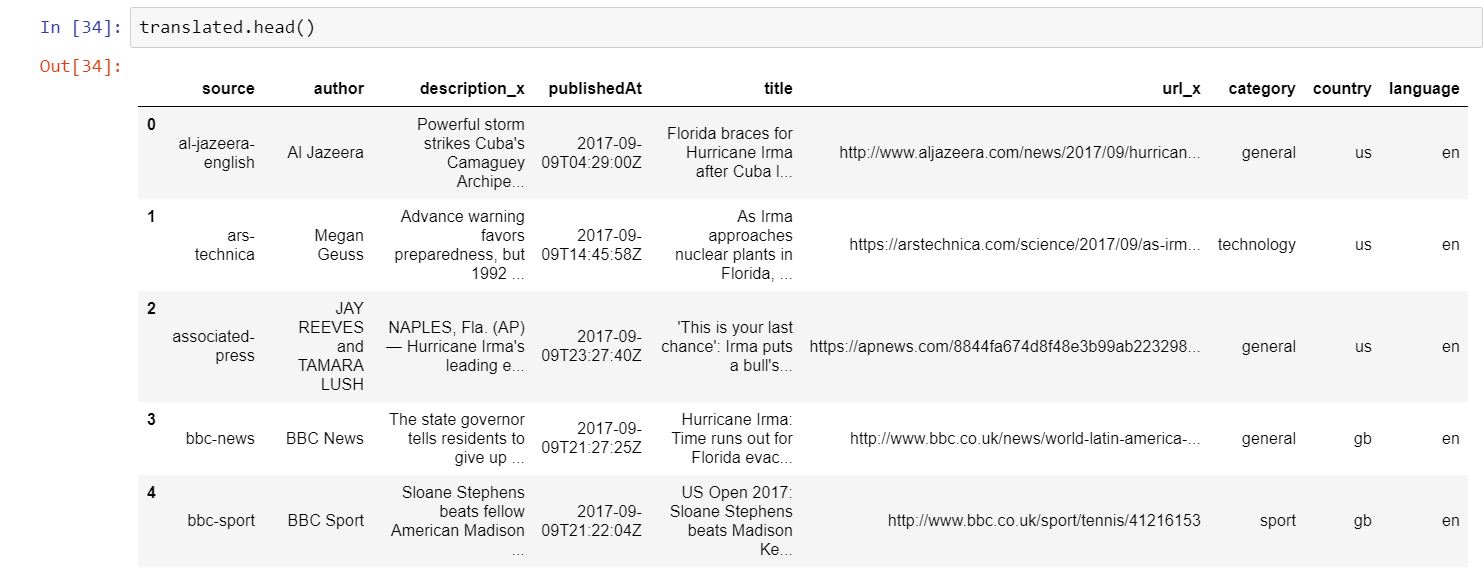 In [34]: translated.head()
Out[34]:
source author description_x publishedAt title url_x category country language
0 al-jazeera-english Al Jazeera Powerful storm strikes Cuba's Camaguey Archipe... 2017-09-09T04:29:00Z Florida braces for Hurricane Irma after Cuba l... http://www.aljazeera.com/news/2017/09/hurrican... general us en
1 ars-technica Megan Geuss Advance warning favors preparedness, but 1992 ... 2017-09-09T14:45:58Z As Irma approaches nuclear plants in Florida, ... https://arstechnica.com/science/2017/09/as-irm... technology us en
2 associated-press JAY REEVES and TAMARA LUSH NAPLES, Fla. (AP) — Hurricane Irma's leading e... 2017-09-09T23:27:40Z 'This is your last chance': Irma puts a bull's... https://apnews.com/8844fa674d8f48e3b99ab223298... general us en
3 bbc-news BBC News The state governor tells residents to give up ... 2017-09-09T21:27:25Z Hurricane Irma: Time runs out for Florida evac... http://www.bbc.co.uk/news/world-latin-america-... general gb en
4 bbc-sport BBC Sport Sloane Stephens beats fellow American Madison ... 2017-09-09T21:22:04Z US Open 2017: Sloane Stephens beats Madison Ke... http://www.bbc.co.uk/sport/tennis/41216153 sport gb en